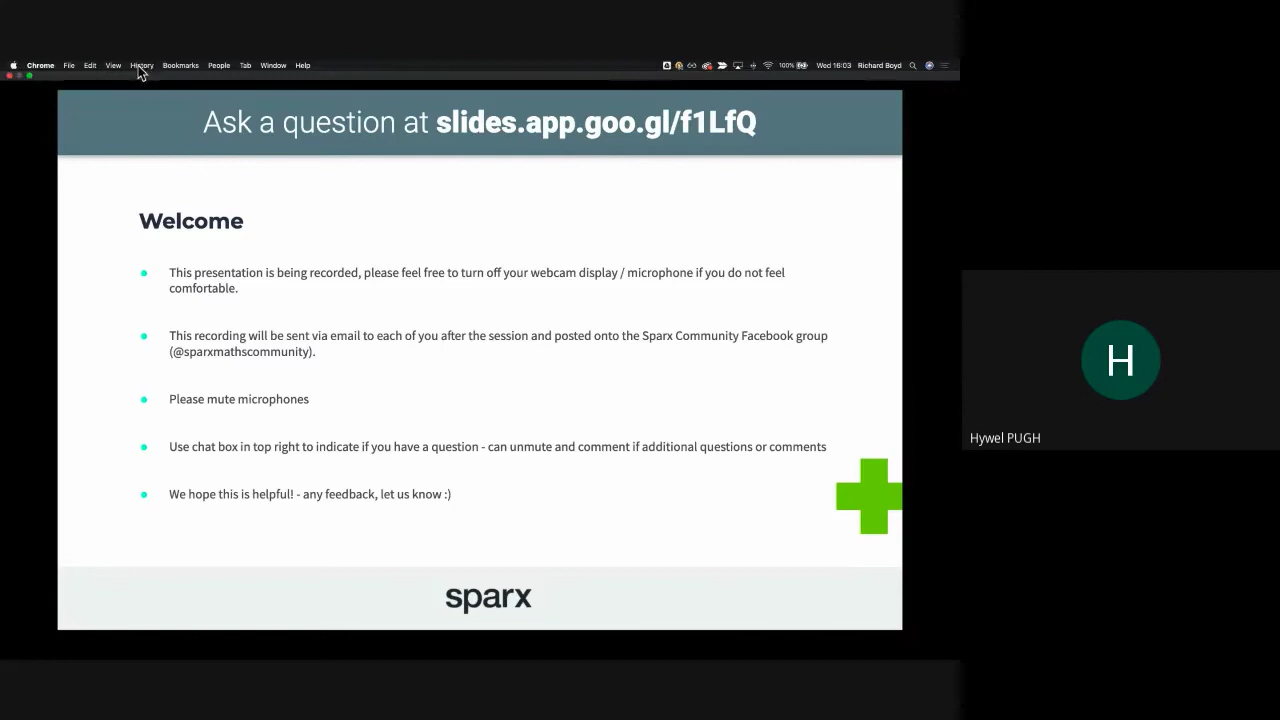 Chrome File Edit View History Bookmarks People Tab Window Help 100% Wed 16:03 Richard Boyd
Ask a question at slides.app.goo.gl/f1LfQ
Welcome
This presentation is being recorded, please feel free to turn off your webcam display / microphone if you do not feel
comfortable.
This recording will be sent via email to each of you after the session and posted onto the Sparx Community Facebook group
(@sparxmathscommunity).
Please mute microphones
Use chat box in top right to indicate if you have a question - can unmute and comment if additional questions or comments
We hope this is helpful! - any feedback, let us know :)
sparx
H
Hywel PUGH